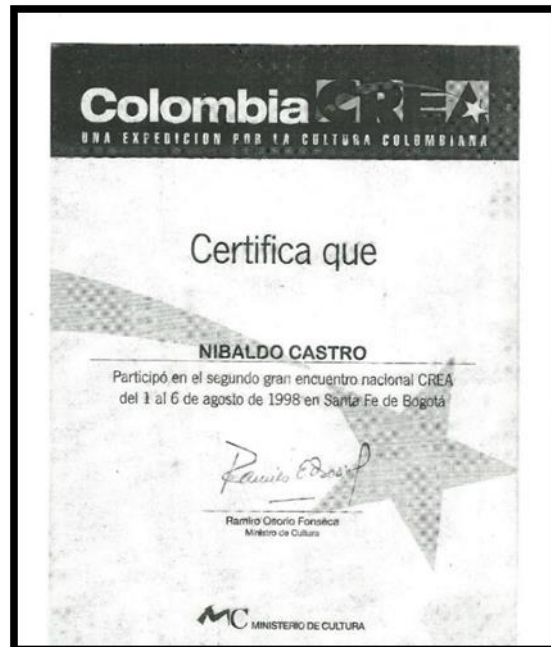 Colombia CREA
UNA EXPEDICION POR LA CULTURA COLOMBIANA
Certifica que
NIBALDO CASTRO
Participó en el segundo gran encuentro nacional CREA
del 1 al 6 de agosto de 1998 en Santa Fe de Bogotá
Ramiro Osorio Fonseca
Ministro de Cultura
MC MINISTERIO DE CULTURA